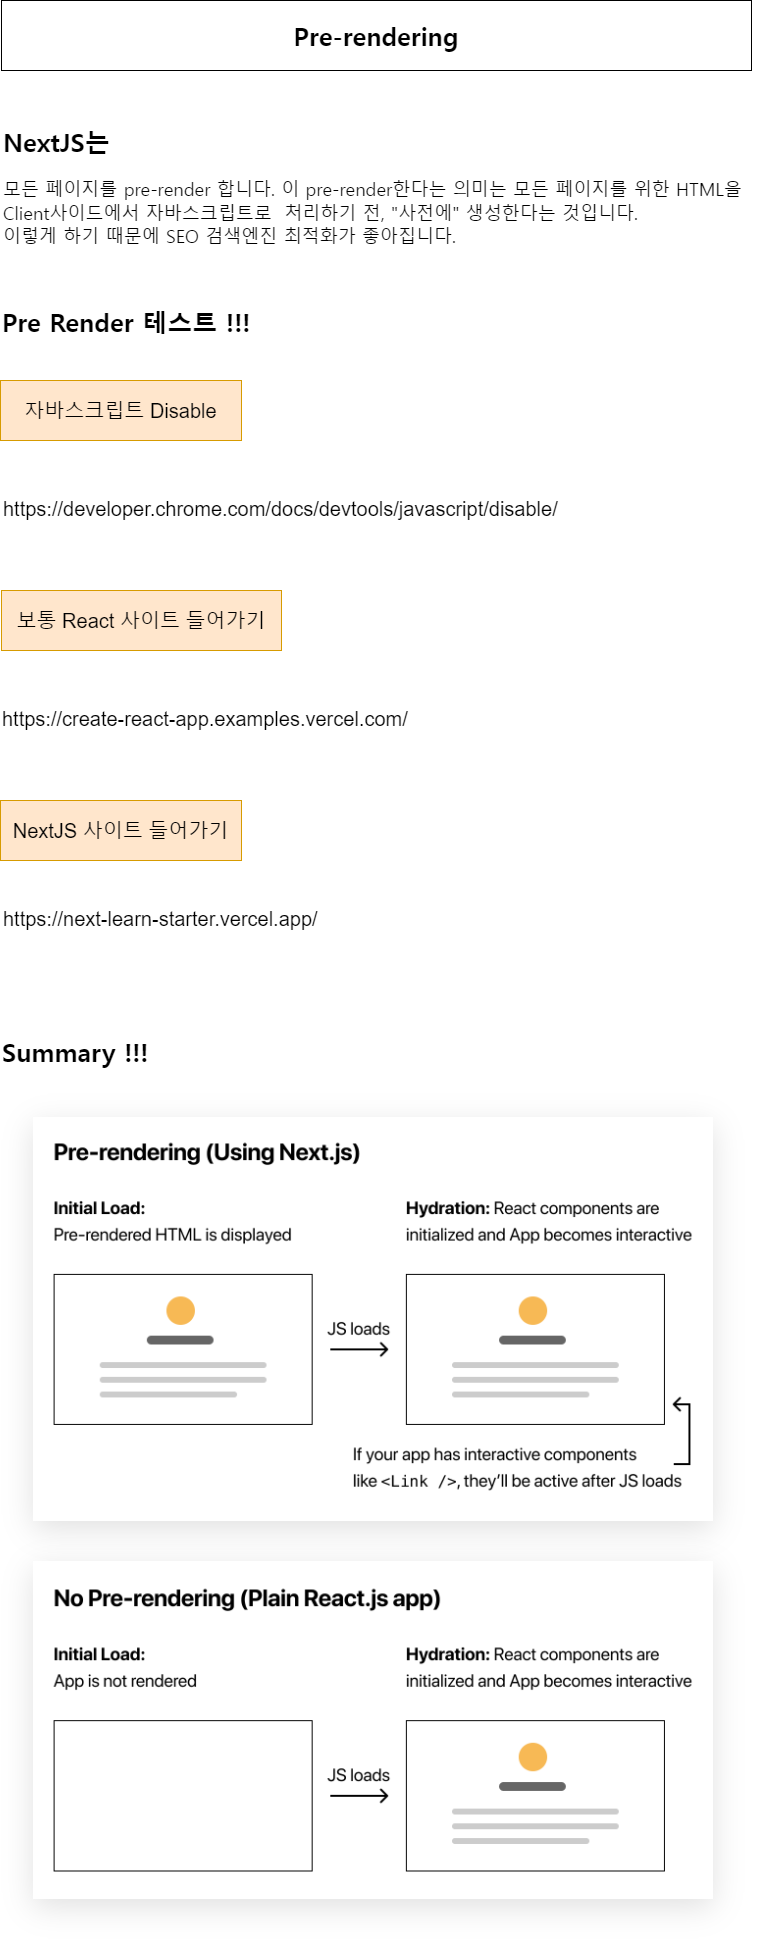 Pre-rendering
NextJS는
모든 페이지를 pre-render 합니다. 이 pre-render한다는 의미는 모든 페이지를 위한 HTML을
Client사이드에서 자바스크립트로  처리하기 전, "사전에" 생성한다는 것입니다.
이렇게 하기 때문에 SEO 검색엔진 최적화가 좋아집니다.
Pre Render 테스트 !!!
자바스크립트 Disable
https://developer.chrome.com/docs/devtools/javascript/disable/
보통 React 사이트 들어가기
https://create-react-app.examples.vercel.com/
NextJS 사이트 들어가기
https://next-learn-starter.vercel.app/
Summary !!!
Pre-rendering (Using Next.js)
Initial Load:
Pre-rendered HTML is displayed
Hydration: React components are
initialized and App becomes interactive
JS loads
If your app has interactive components
like <Link />, they'll be active after JS loads
No Pre-rendering (Plain React.js app)
Initial Load:
App is not rendered
Hydration: React components are
initialized and App becomes interactive
JS loads